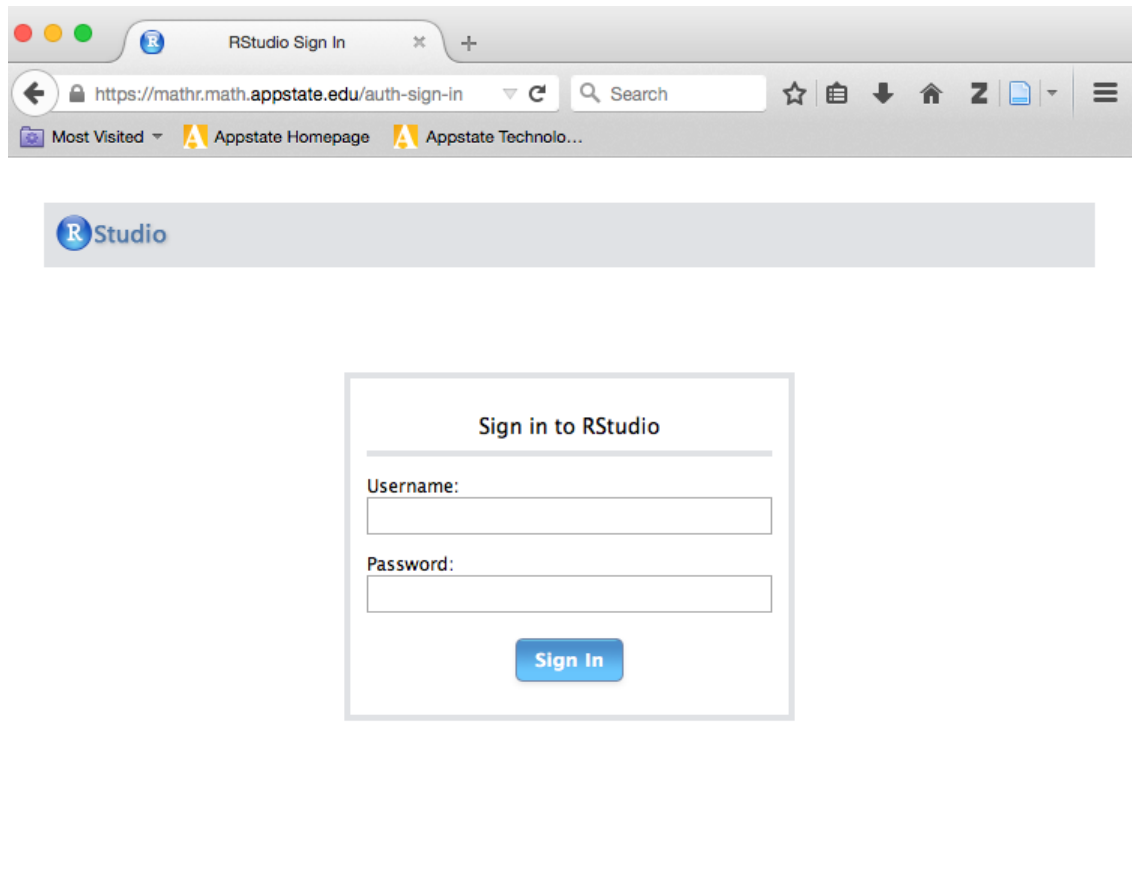 R RStudio Sign In
https://mathr.math.appstate.edu/auth-sign-in Search Z
Most Visited Appstate Homepage Appstate Technolo...
R Studio
Sign in to RStudio
Username:
Password:
Sign In